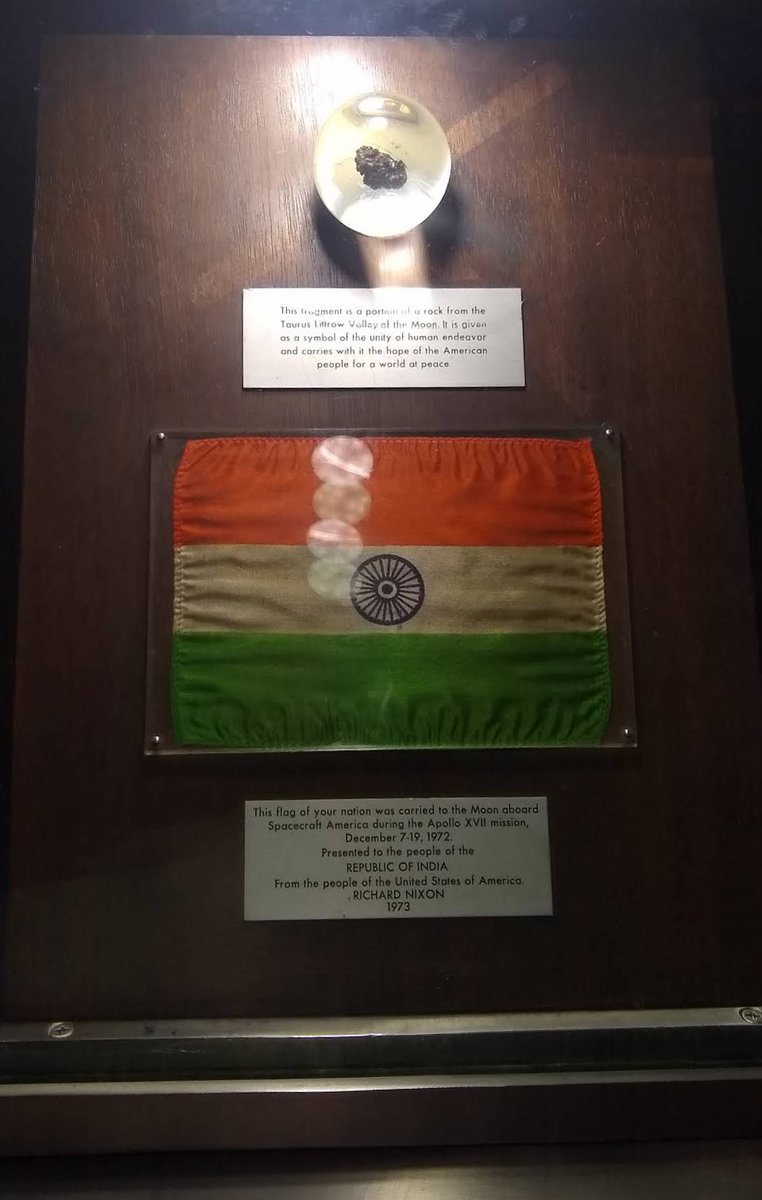 This fragment is a portion of a rock from the
Taurus Littrow Valley of the Moon. It is given
as a symbol of the unity of human endeavor
and carries with it the hope of the American
people for a world at peace.
This flag of your nation was carried to the Moon aboard
Spacecraft America during the Apollo XVII mission,
December 7-19, 1972.
Presented to the people of the
REPUBLIC OF INDIA
From the people of the United States of America.
RICHARD NIXON
1973